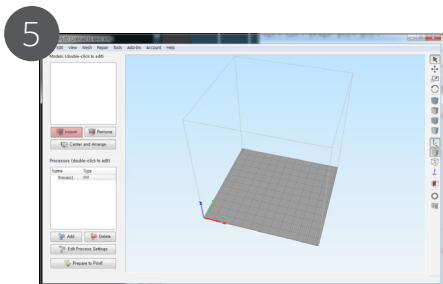 5
Edit View Mesh Repair Tools Add-Ins Account Help
Models (double-click to edit)
Import Remove
Center and Arrange
Processes (double-click to edit)
Name Type
Process1 FFF
Add Delete
Edit Process Settings
Prepare to Print!